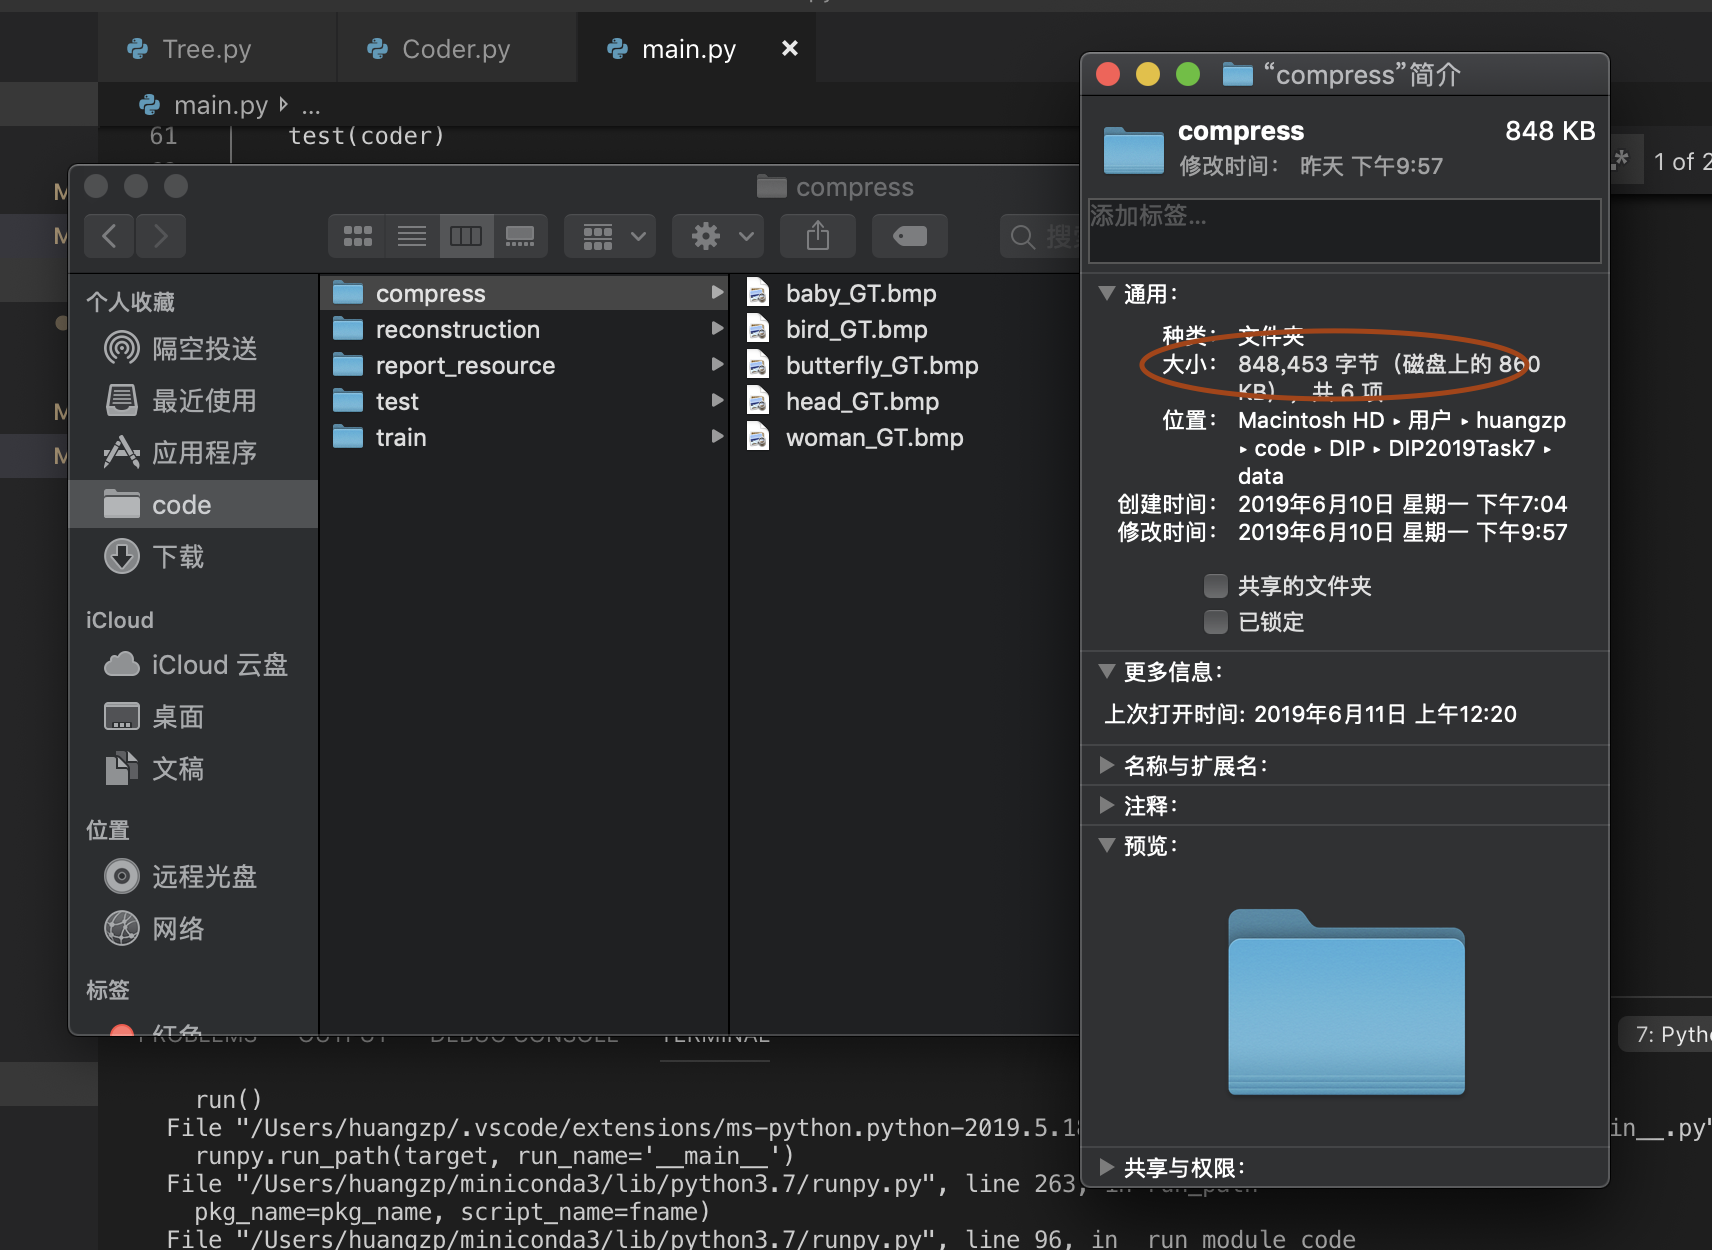 Tree.py
Coder.py
main.py
main.py ...
61 test(coder)
1 of 2
compress
个人收藏
隔空投送
最近使用
应用程序
code
下载
iCloud
iCloud 云盘
桌面
文稿
位置
远程光盘
网络
标签
红色
compress
reconstruction
report_resource
test
train
baby_GT.bmp
bird_GT.bmp
butterfly_GT.bmp
head_GT.bmp
woman_GT.bmp
“compress”简介
compress 848 KB
修改时间： 昨天 下午9:57
添加标签...
通用：
种类： 文件夹
大小： 848,453 字节（磁盘上的 860
KB），共 6 项
位置： Macintosh HD ▸ 用户 ▸ huangzp
▸ code ▸ DIP ▸ DIP2019Task7 ▸
data
创建时间： 2019年6月10日 星期一 下午7:04
修改时间： 2019年6月10日 星期一 下午9:57
共享的文件夹
已锁定
更多信息：
上次打开时间: 2019年6月11日 上午12:20
名称与扩展名：
注释：
预览：
共享与权限：
PROBLEMS OUTPUT DEBUG CONSOLE TERMINAL
7: Pytho
run()
File "/Users/huangzp/.vscode/extensions/ms-python.python-2019.5.18 in__.py"
runpy.run_path(target, run_name='__main__')
File "/Users/huangzp/miniconda3/lib/python3.7/runpy.py", line 263, in run_path
pkg_name=pkg_name, script_name=fname)
File "/Users/huangzp/miniconda3/lib/python3.7/runpy.py", line 96, in _run_module_code